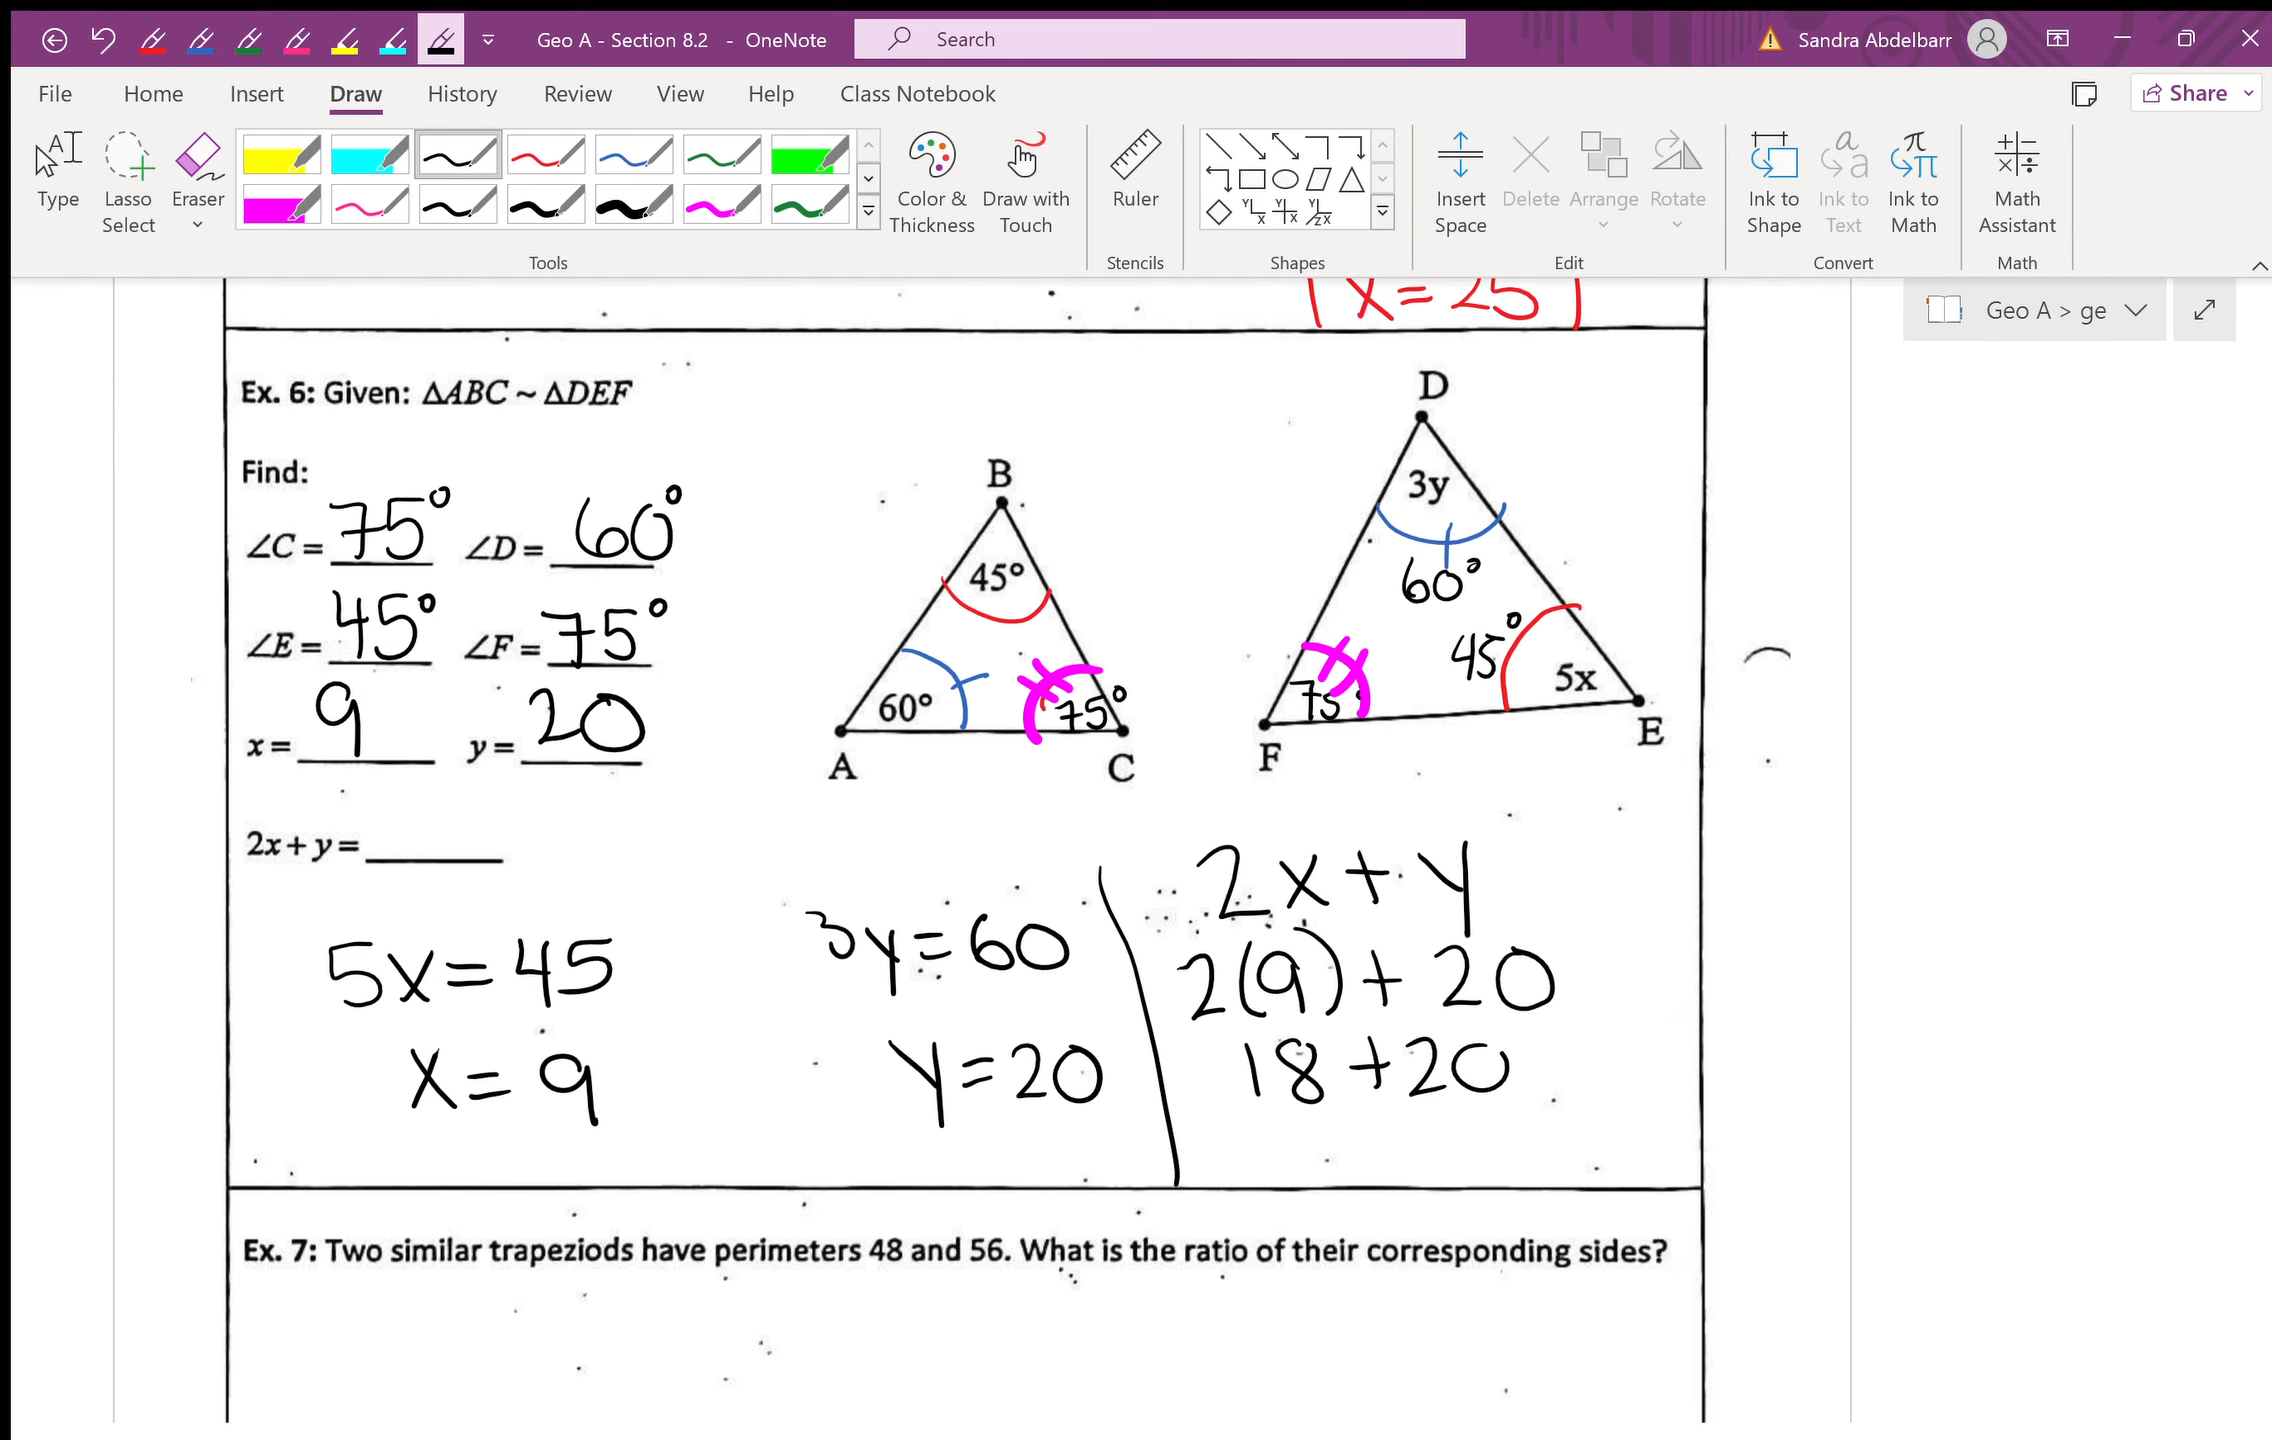 Geo A - Section 8.2 - OneNote
Search
Sandra Abdelbarr
File Home Insert Draw History Review View Help Class Notebook
Share
Type
Lasso Select
Eraser
Color & Thickness
Draw with Touch
Ruler
Insert Space
Delete
Arrange
Rotate
Ink to Shape
Ink to Text
Ink to Math
Math Assistant
Tools
Stencils
Shapes
Edit
Convert
Math
Geo A > ge
x = 25
Ex. 6: Given: ΔABC ~ ΔDEF
Find:
∠C = 75° ∠D = 60°
∠E = 45° ∠F = 75°
x = 9 y = 20
2x + y =
B
45°
60°
75°
A
C
D
3y
60°
45°
5x
75
F
E
5x = 45
x = 9
3y = 60
y = 20
2x + y
2(9) + 20
18 + 20
Ex. 7: Two similar trapeziods have perimeters 48 and 56. What is the ratio of their corresponding sides?